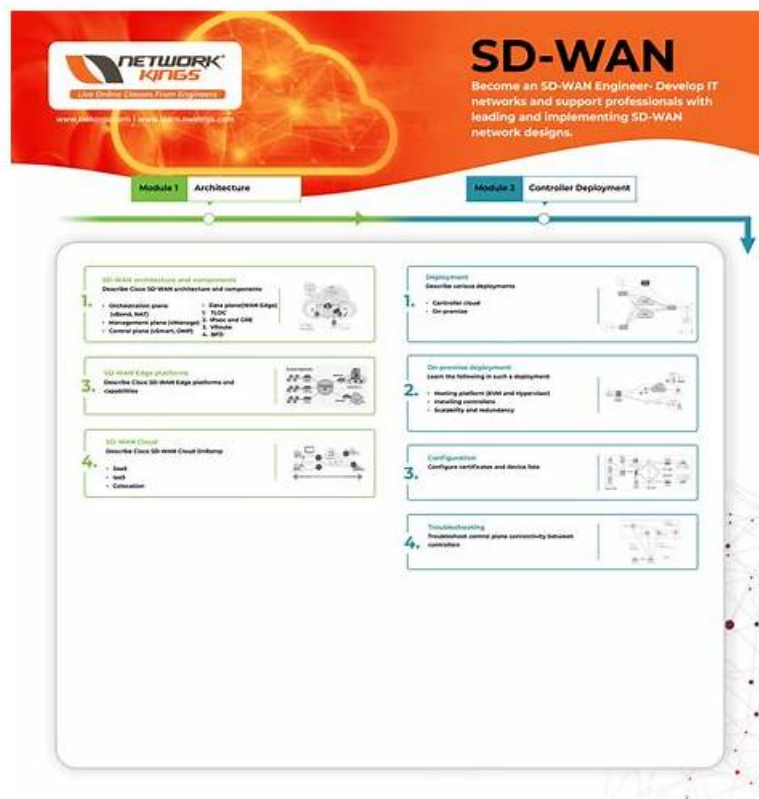 NETWORK
KINGS
Live Online Classes From Engineers
SD-WAN
Become an SD-WAN Engineer- Develop IT
networks and support professionals with
leading and implementing SD-WAN
network designs.
Module 1 Architecture
Module 2 Controller Deployment
1.
SD-WAN architecture and components
Describe Cisco SD-WAN architecture and components
• Orchestration plane
(vBond, NAT)
• Management plane (vManage)
• Control plane (vSmart, OMP)
Data plane(WAN Edge)
1. TLOC
2. IPsec and GRE
3. VRoute
4. BFD
3.
SD-WAN Edge platforms
Describe Cisco SD-WAN Edge platforms and
capabilities
4.
SD-WAN Cloud
Describe Cisco SD-WAN Cloud OnRamp
• SaaS
• IaaS
• Colocation
1.
Deployment
Describe various deployments
• Controller cloud
• On-premise
2.
On-premise deployment
Learn the following in such a deployment
• Hosting platform (KVM and Hypervisor)
• Installing controllers
• Scalability and redundancy
3.
Configuration
Configure certificates and device lists
4.
Troubleshooting
Troubleshoot control plane connectivity between
controllers